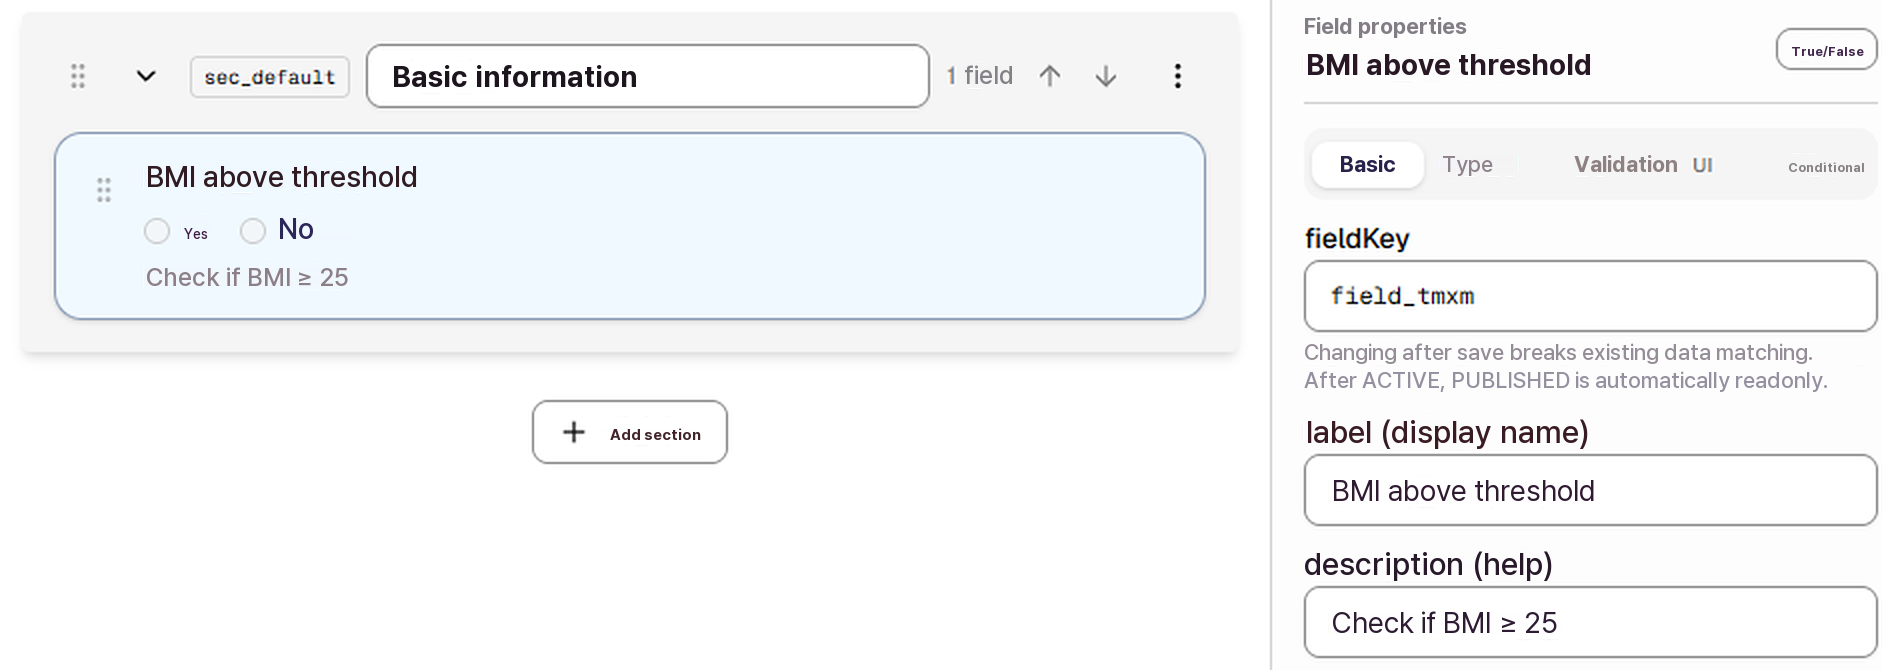 sec_default Basic information 1 field
BMI above threshold
Yes No
Check if BMI ≥ 25
Add section
Field properties
BMI above threshold
True/False
Basic Type Validation UI Conditional
fieldKey
field_tmxm
Changing after save breaks existing data matching.
After ACTIVE, PUBLISHED is automatically readonly.
label (display name)
BMI above threshold
description (help)
Check if BMI ≥ 25